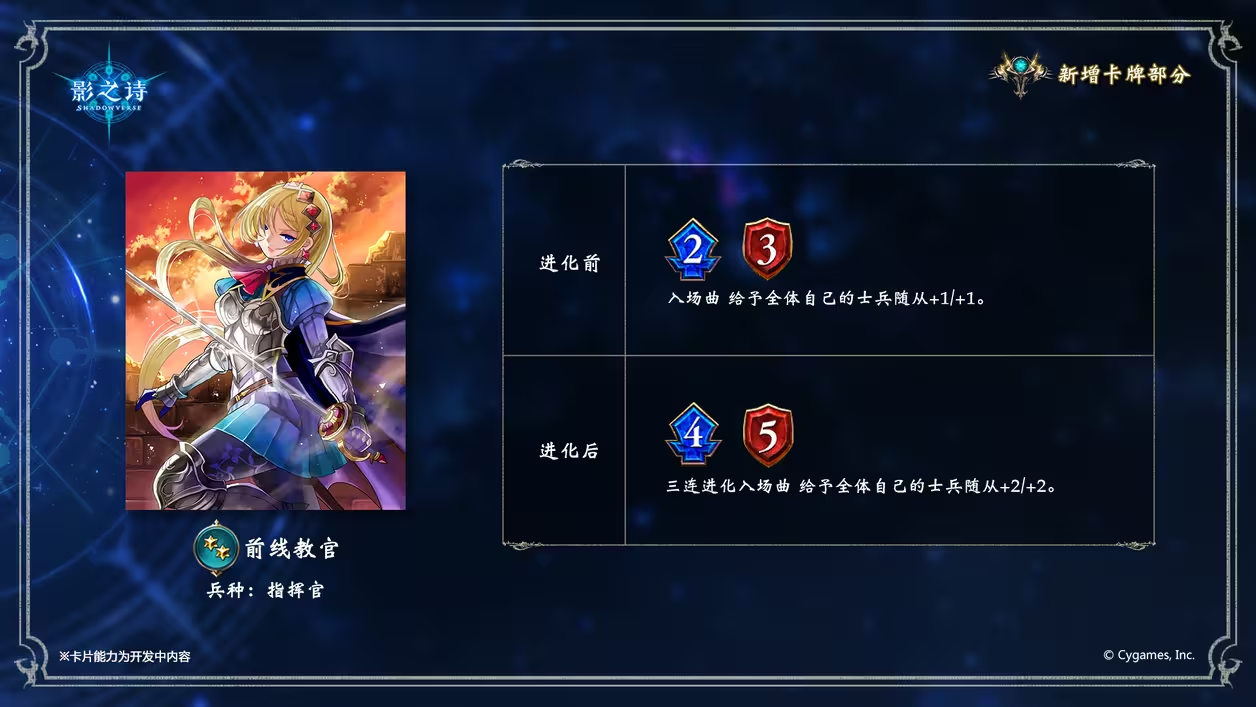 影之诗
SHADOWVERSE
新增卡牌部分
进化前
2 3
入场曲 给予全体自己的士兵随从+1/+1。
进化后
4 5
三连进化入场曲 给予全体自己的士兵随从+2/+2。
前线教官
兵种：指挥官
※卡片能力为开发中内容
© Cygames, Inc.